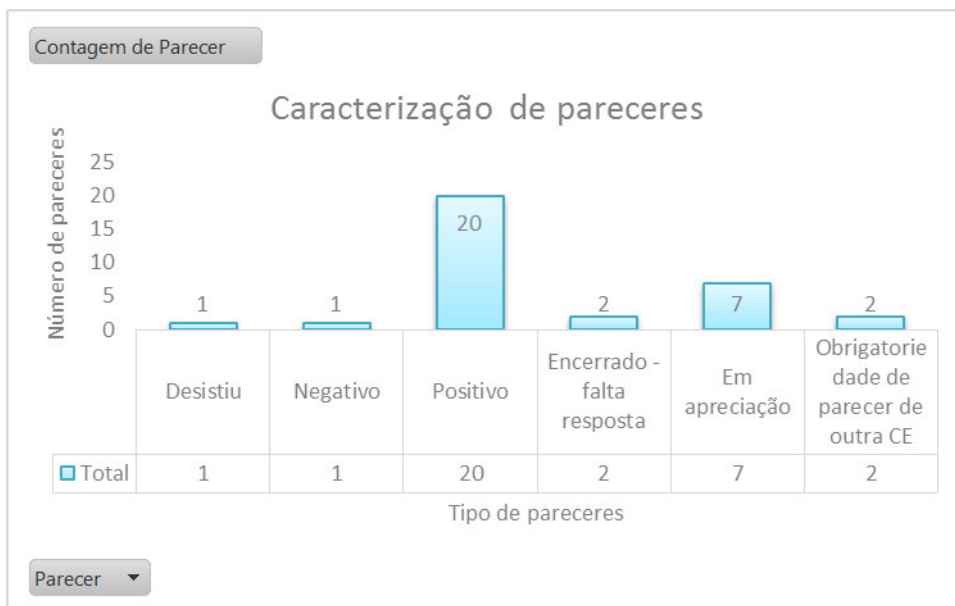 Contagem de Parecer
Caracterização de pareceres
Número de pareceres
25
20
15
10
5
0
1
1
20
2
7
2
Desistiu
Negativo
Positivo
Encerrado -
falta
resposta
Em
apreciação
Obrigatorie
dade de
parecer de
outra CE
Total 1 1 20 2 7 2
Tipo de pareceres
Parecer